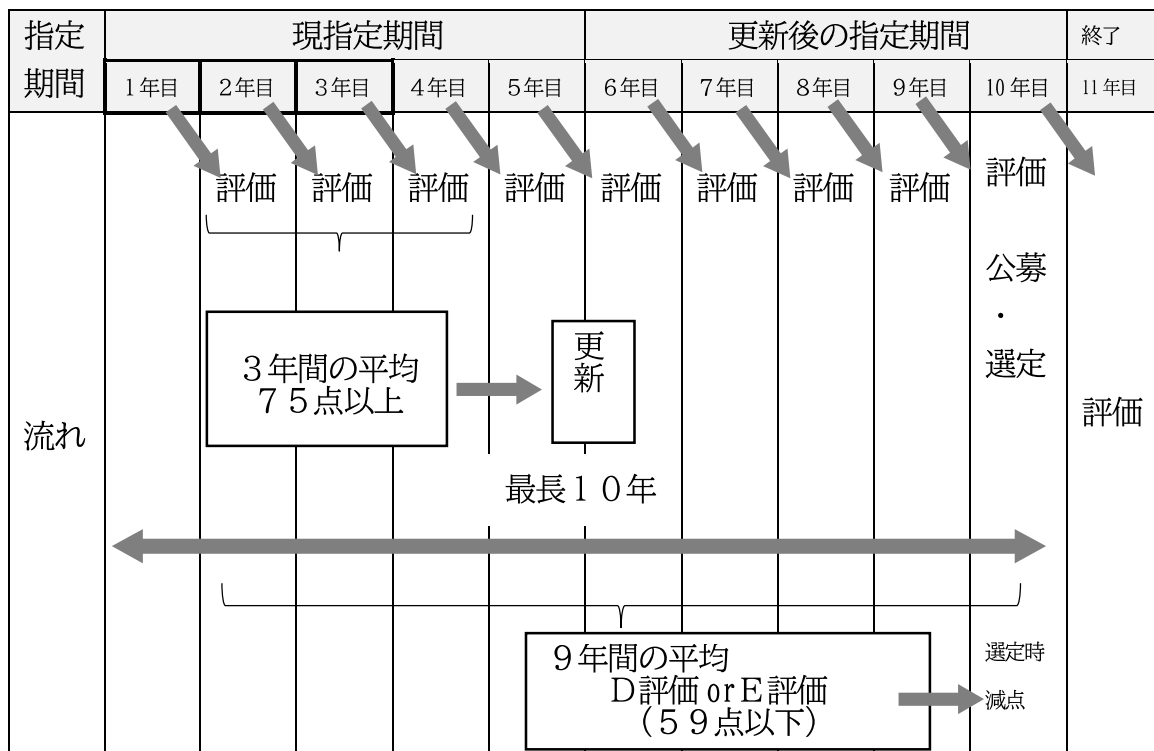 指定
期間
現指定期間
更新後の指定期間
終了
1年目
2年目
3年目
4年目
5年目
6年目
7年目
8年目
9年目
10年目
11年目
流れ
評価
評価
評価
評価
評価
評価
評価
評価
評価
公募
・
選定
評価
3年間の平均
75点以上
更
新
最長10年
9年間の平均
D評価orE評価
(59点以下)
選定時
減点